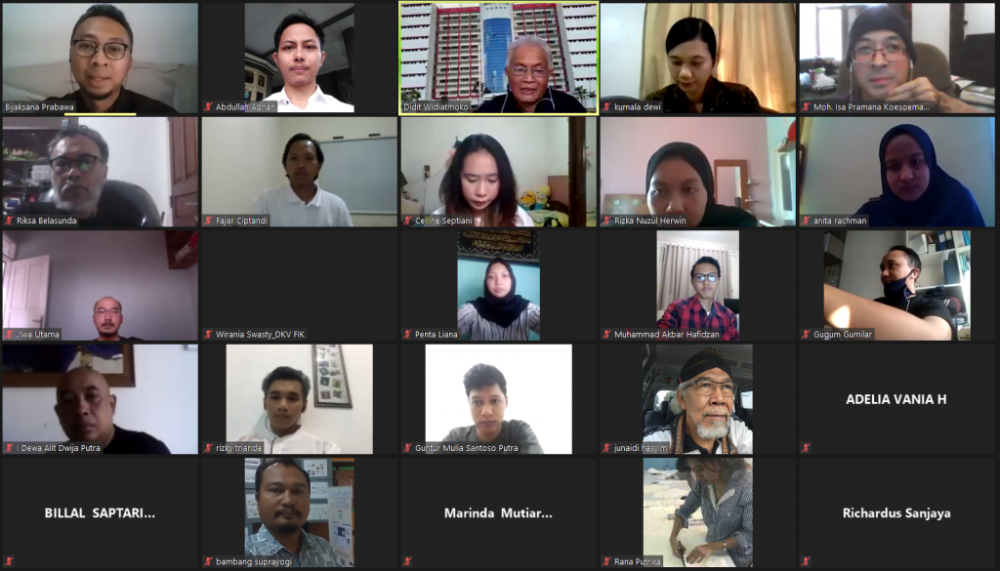 Bijaksana Prabawa
Abdullah Adnan
Didit Widiatmoko
kumala dewi
Moh. Isa Pramana Koesoema...
Riksa Belasunda
Fajar Ciptandi
Celline Septiani
Rizka Nuzul Herwin
anita rachman
Jiwa Utama
Wirania Swasty_DKV FIK
Penta Liana
Muhammad Akbar Hafidzan
Gugum Gumilar
I Dewa Alit Dwija Putra
rizky trianda
Guntur Mulia Santoso Putra
junaidi hasyim
ADELIA VANIA H
BILLAL SAPTARI...
bambang suprayogi
Marinda Mutiar...
Rana Putrika
Richardus Sanjaya